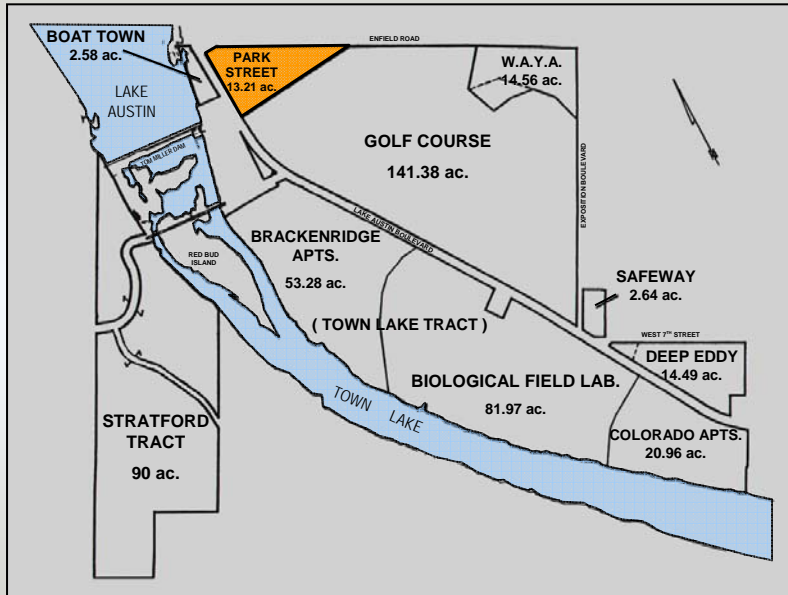 BOAT TOWN
2.58 ac.
LAKE
AUSTIN
TOM MILLER DAM
ENFIELD ROAD
PARK
STREET
13.21 ac.
W.A.Y.A.
14.56 ac.
GOLF COURSE
141.38 ac.
EXPOSITION BOULEVARD
LAKE AUSTIN BOULEVARD
BRACKENRIDGE
APTS.
53.28 ac.
RED BUD
ISLAND
SAFEWAY
2.64 ac.
( TOWN LAKE TRACT )
WEST 7TH STREET
DEEP EDDY
14.49 ac.
BIOLOGICAL FIELD LAB.
81.97 ac.
TOWN LAKE
STRATFORD
TRACT
90 ac.
COLORADO APTS.
20.96 ac.